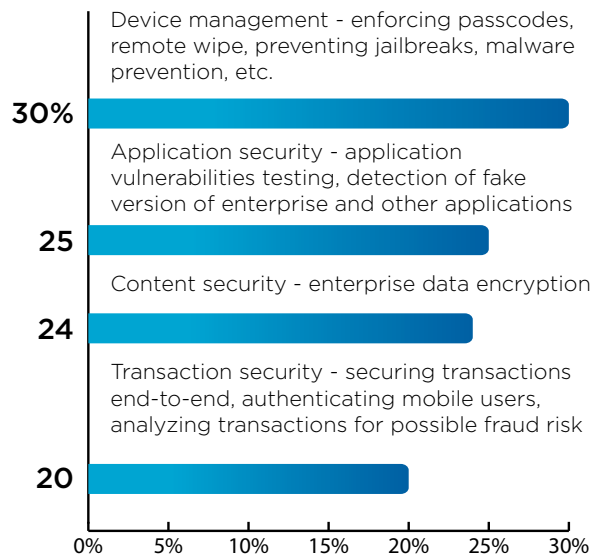 Device management - enforcing passcodes,
remote wipe, preventing jailbreaks, malware
prevention, etc.
30%
Application security - application
vulnerabilities testing, detection of fake
version of enterprise and other applications
25
Content security - enterprise data encryption
24
Transaction security - securing transactions
end-to-end, authenticating mobile users,
analyzing transactions for possible fraud risk
20
0% 5% 10% 15% 20% 25% 30%